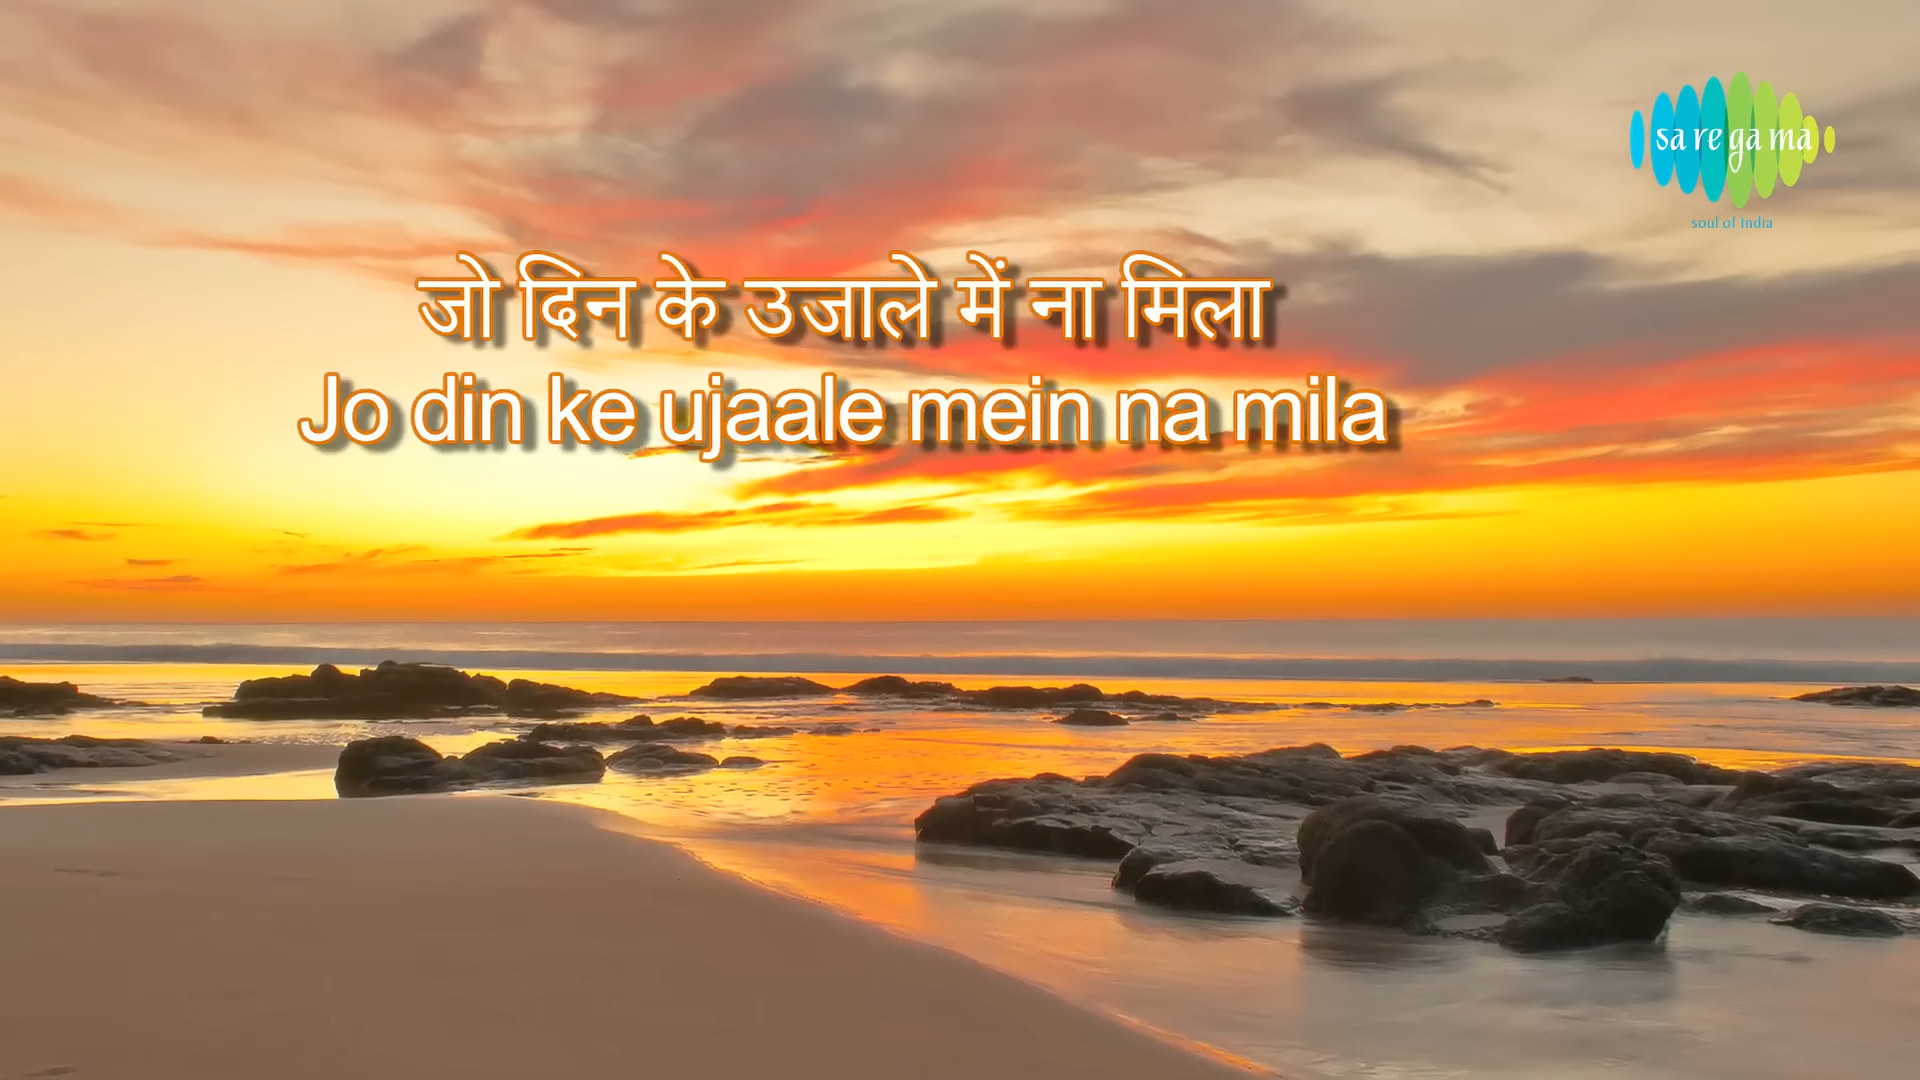 sa re ga ma
soul of India
जो दिन के उजाले में ना मिला
Jo din ke ujaale mein na mila